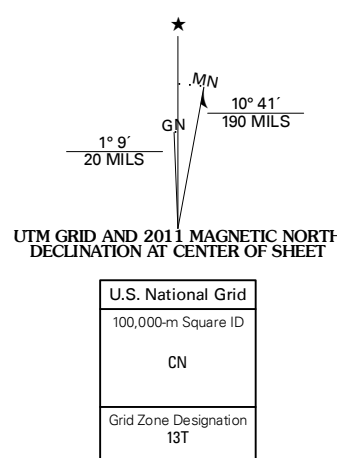 ★
MN
GN
10° 41´
190 MILS
1° 9´
20 MILS
UTM GRID AND 2011 MAGNETIC NORTH
DECLINATION AT CENTER OF SHEET
U.S. National Grid
100,000-m Square ID
CN
Grid Zone Designation
13T